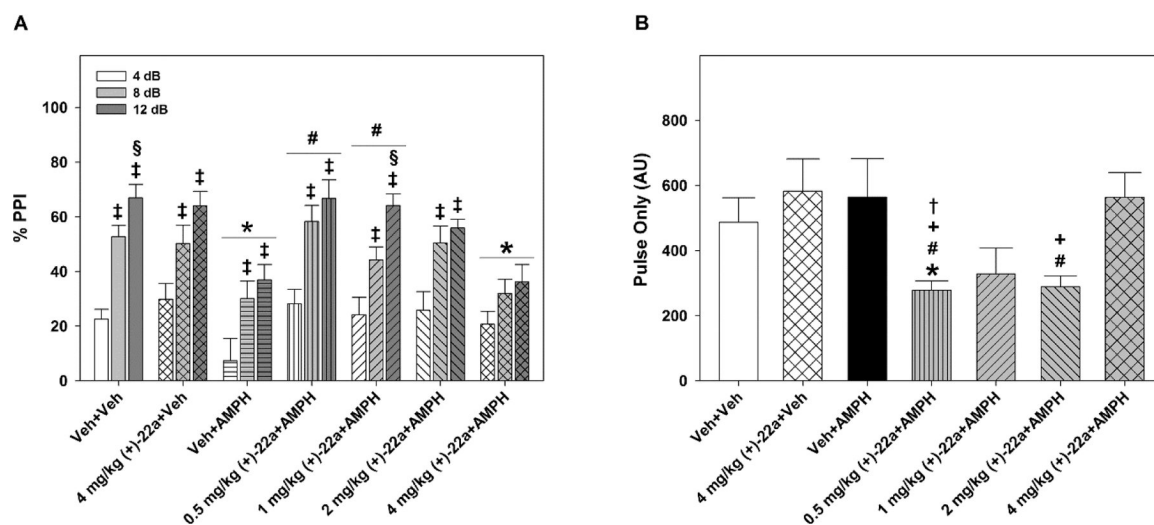 A
% PPI
100
80
60
40
20
0
4 dB
8 dB
12 dB
‡
§
‡
‡
‡
*
‡
‡
#
‡
‡
#
‡
§
‡
‡
‡
*
Veh+Veh
4 mg/kg (+)-22a+Veh
Veh+AMPH
0.5 mg/kg (+)-22a+AMPH
1 mg/kg (+)-22a+AMPH
2 mg/kg (+)-22a+AMPH
4 mg/kg (+)-22a+AMPH
B
Pulse Only (AU)
800
600
400
200
0
†
+
#
*
+
#
Veh+Veh
4 mg/kg (+)-22a+Veh
Veh+AMPH
0.5 mg/kg (+)-22a+AMPH
1 mg/kg (+)-22a+AMPH
2 mg/kg (+)-22a+AMPH
4 mg/kg (+)-22a+AMPH